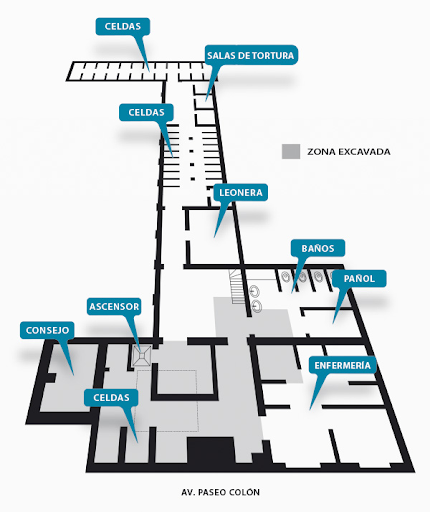 CELDAS
SALAS DE TORTURA
CELDAS
ZONA EXCAVADA
LEONERA
BAÑOS
PAÑOL
ASCENSOR
CONSEJO
ENFERMERÍA
CELDAS
AV. PASEO COLÓN